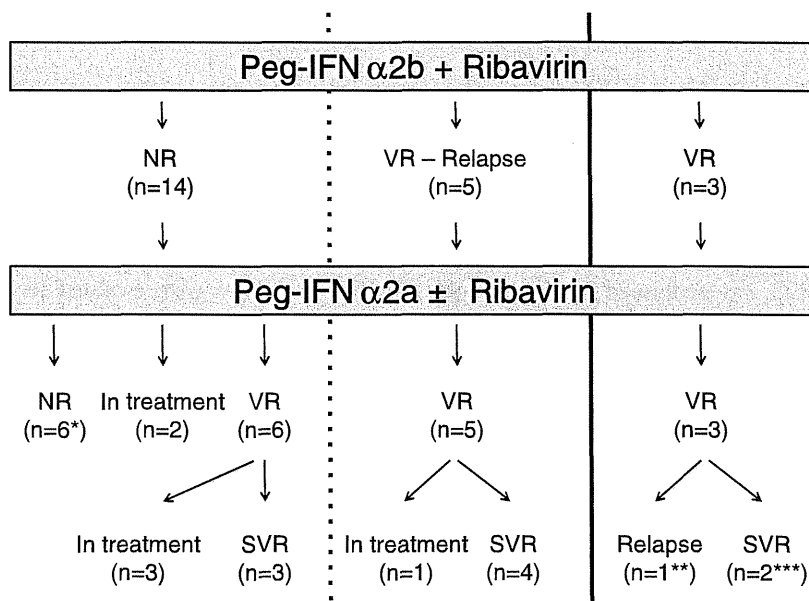 Peg-IFN α2b + Ribavirin
NR VR – Relapse VR
(n=14) (n=5) (n=3)
Peg-IFN α2a ± Ribavirin
NR In treatment VR VR VR
(n=6*) (n=2) (n=6) (n=5) (n=3)
In treatment SVR In treatment SVR Relapse SVR
(n=3) (n=3) (n=1) (n=4) (n=1**) (n=2***)